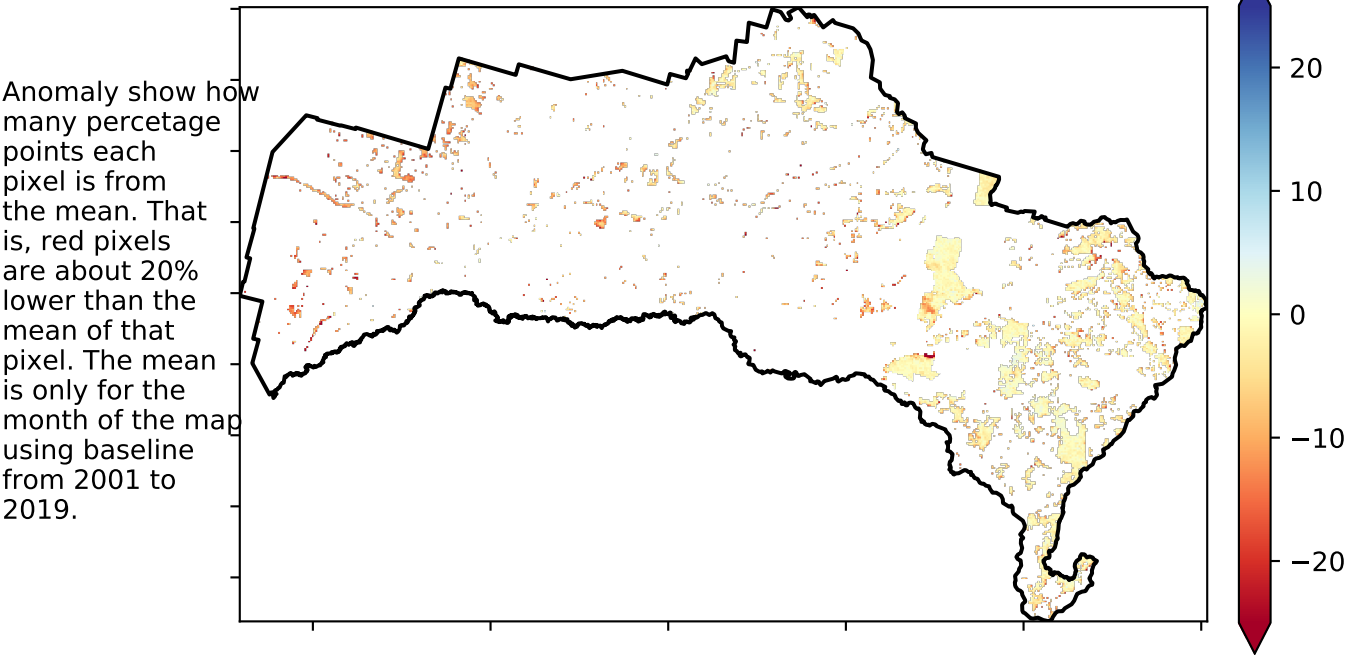 Anomaly show how
many percetage
points each
pixel is from
the mean. That
is, red pixels
are about 20%
lower than the
mean of that
pixel. The mean
is only for the
month of the map
using baseline
from 2001 to
2019.
20
10
0
−10
−20